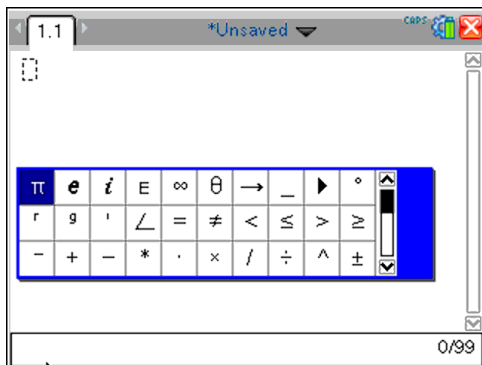 1.1 *Unsaved CAPS
π e i E ∞ θ → _ ▶ °
r g ' ∠ = ≠ < ≤ > ≥
− + − * · × / ÷ ^ ±
0/99